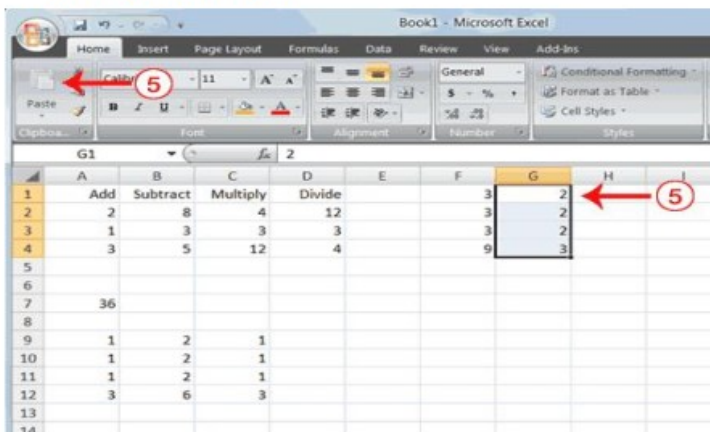 Book1 - Microsoft Excel
Home Insert Page Layout Formulas Data Review View Add-Ins
5 11 A A General Conditional Formatting
Paste B I U A $ % , Format as Table
Cell Styles
Clipboa... Font Alignment Number Styles
G1 fx 2
A B C D E F G H I
1 Add Subtract Multiply Divide 3 2 5
2 2 8 4 12 3 2
3 1 3 3 3 3 2
4 3 5 12 4 9 3
5
6
7 36
8
9 1 2 1
10 1 2 1
11 1 2 1
12 3 6 3
13
14